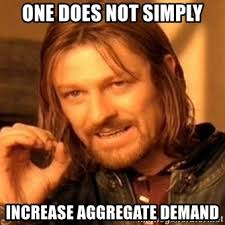 ONE DOES NOT SIMPLY
INCREASE AGGREGATE DEMAND